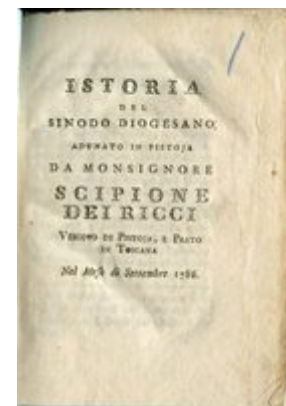 ISTORIA
DEL
SINODO DIOGESANO,
ADUNATO IN PISTOJA
DA MONSIGNORE
SCIPIONE
DEI RICCI
VESCOVO DI PISTOJA, E PRATO
IN TOSCANA
Nel Mese di Settembre 1786.